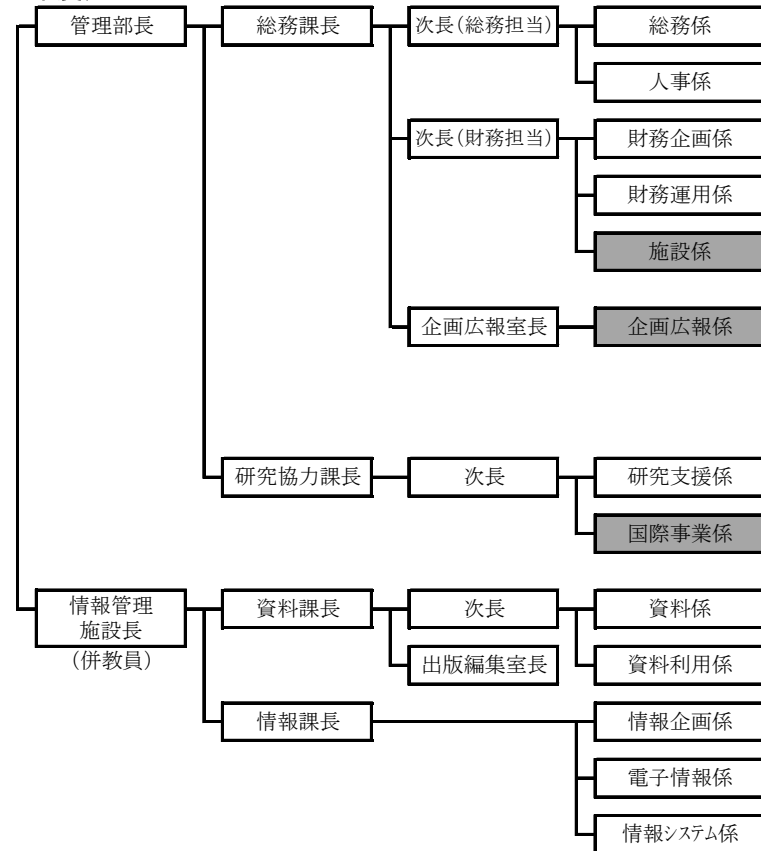 管理部長
総務課長
次長(総務担当)
総務係
人事係
次長(財務担当)
財務企画係
財務運用係
施設係
企画広報室長
企画広報係
研究協力課長
次長
研究支援係
国際事業係
情報管理
施設長
(併教員)
資料課長
次長
資料係
出版編集室長
資料利用係
情報課長
情報企画係
電子情報係
情報システム係